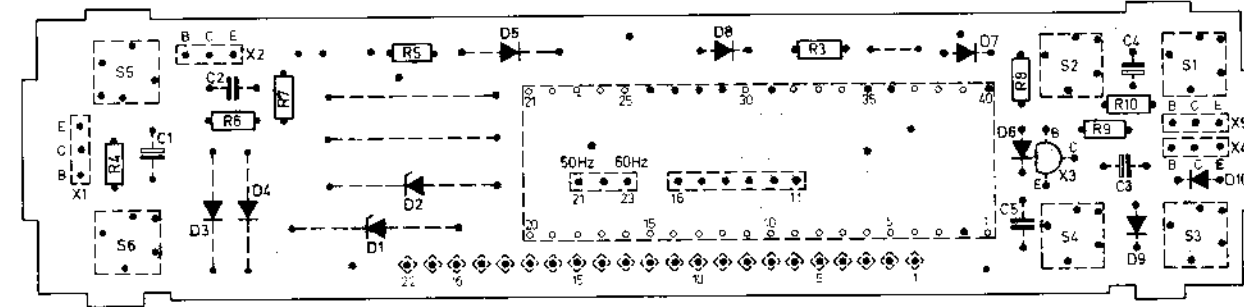 B C E
X2
S5
C2
R7
R6
R5
D5
D8
R3
D7
R8
S2
C4
S1
R10
B C E
X5
R9
X4
B C E
D10
E
C
B
X1
R4
C1
S6
D3
D4
D2
D1
21 25 30 35 40
50Hz 60Hz
21 23
16 11
20 15 10 5 1
D6
B
C
E
X3
C3
C5
S4
D9
S3
22 16 15 10 5 1